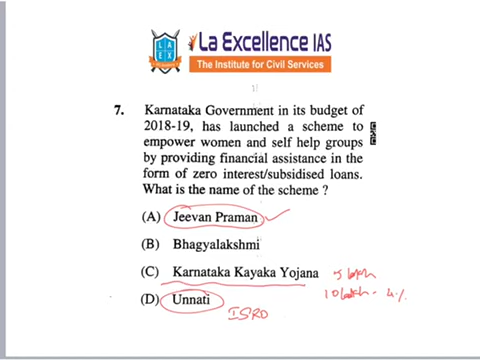 La Excellence IAS
The Institute for Civil Services
7. Karnataka Government in its budget of
2018-19, has launched a scheme to
empower women and self help groups
by providing financial assistance in the
form of zero interest/subsidised loans.
What is the name of the scheme ?
(A) Jeevan Praman
(B) Bhagyalakshmi
(C) Karnataka Kayaka Yojana 5 lakh
10 lakh - 4%
(D) Unnati
ISRO